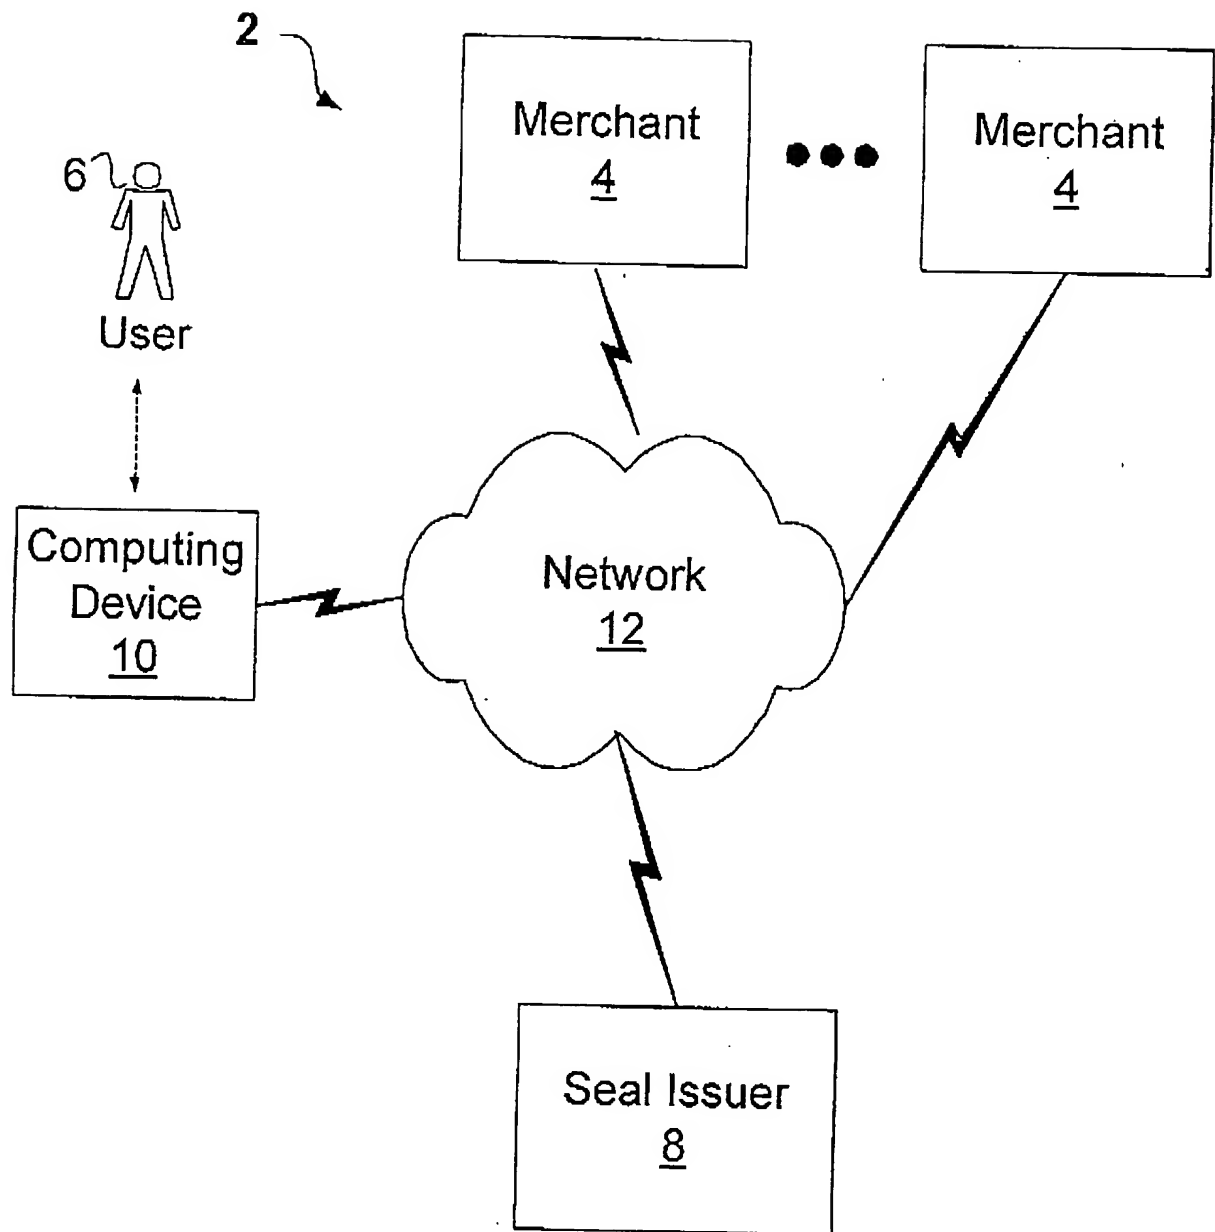 2
Merchant
4
Merchant
4
6
User
Computing
Device
10
Network
12
Seal Issuer
8